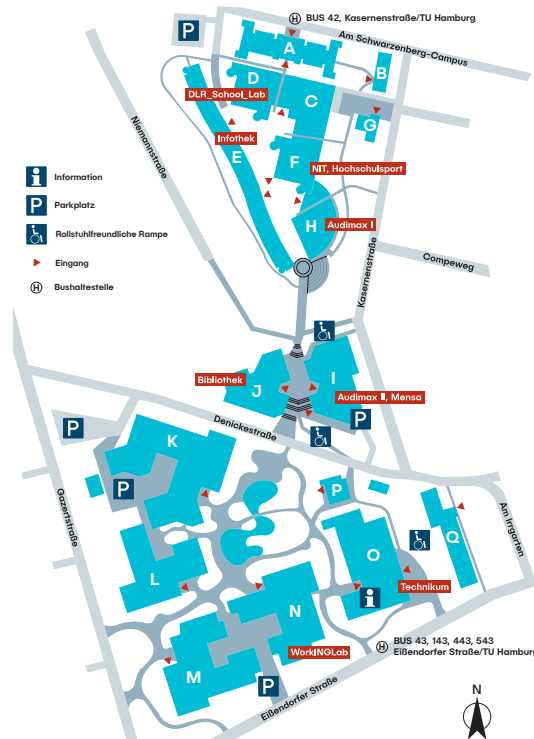 H BUS 42, Kasernenstraße/TU Hamburg
P
Am Schwarzenberg-Campus
A
B
D
DLR_School_Lab
C
G
Niemannstraße
Infothek
E
F
NIT, Hochschulsport
i Information
P Parkplatz
Rollstuhlfreundliche Rampe
Eingang
H Bushaltestelle
H
Audimax I
Kasernenstraße
Compeweg
Bibliothek
J
I
Audimax II, Mensa
P
Denickestraße
P
K
P
Gazertstraße
P
Q
Am Irrgarten
L
O
Technikum
i
N
M
WorkINGLab
P
Eißendorfer Straße
H BUS 43, 143, 443, 543
Eißendorfer Straße/TU Hamburg
N